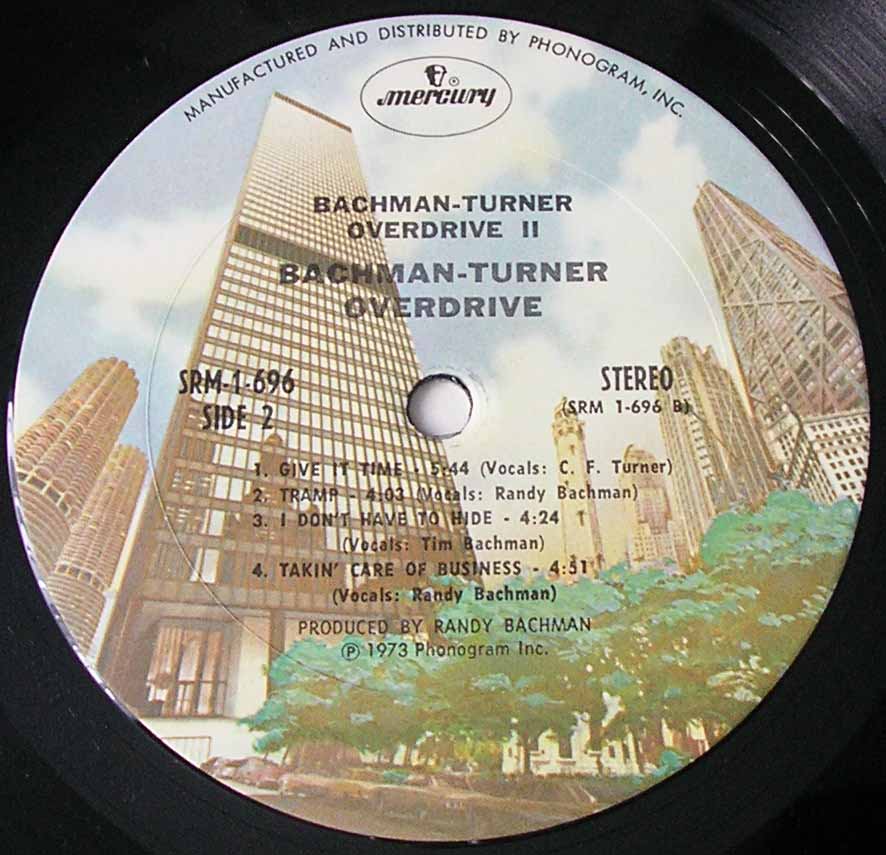 MANUFACTURED AND DISTRIBUTED BY PHONOGRAM, INC.
®
mercury
BACHMAN-TURNER
OVERDRIVE II
BACHMAN-TURNER
OVERDRIVE
SRM-1-696
SIDE 2
STEREO
(SRM 1-696 B)
1. GIVE IT TIME - 5:44 (Vocals: C. F. Turner)
2. TRAMP - 4:03 (Vocals: Randy Bachman)
3. I DON'T HAVE TO HIDE - 4:24
(Vocals: Tim Bachman)
4. TAKIN' CARE OF BUSINESS - 4:51
(Vocals: Randy Bachman)
PRODUCED BY RANDY BACHMAN
℗ 1973 Phonogram Inc.